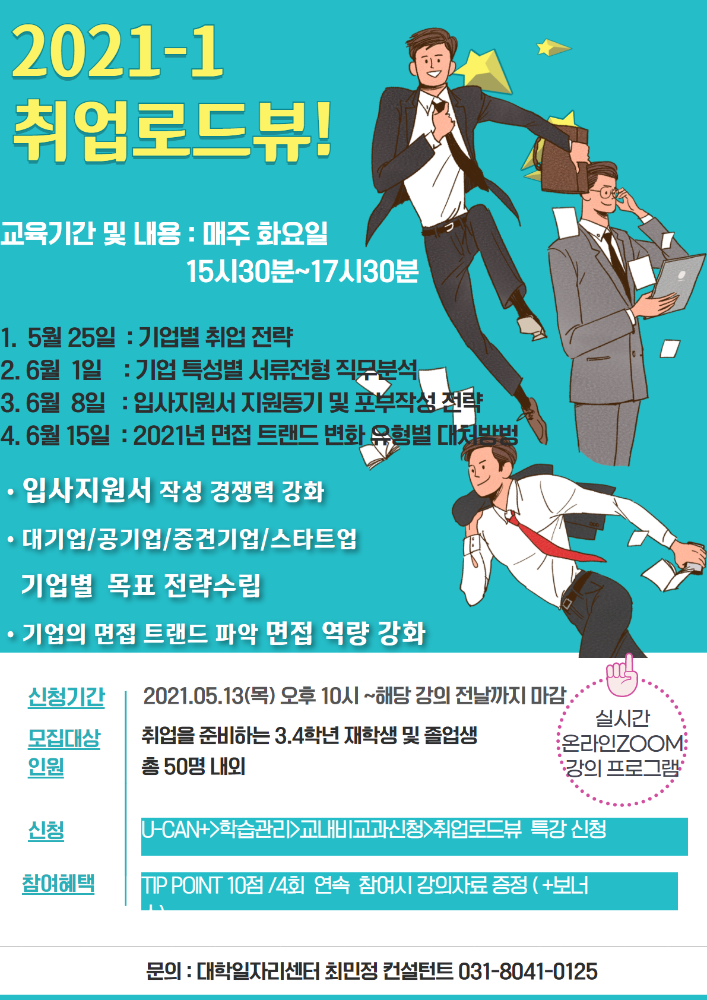 2021-1
취업로드뷰!
교육기간 및 내용 : 매주 화요일
15시30분~17시30분
1. 5월 25일 : 기업별 취업 전략
2. 6월 1일 : 기업 특성별 서류전형 직무분석
3. 6월 8일 : 입사지원서 지원동기 및 포부작성 전략
4. 6월 15일 : 2021년 면접 트랜드 변화 유형별 대처방법
• 입사지원서 작성 경쟁력 강화
• 대기업/공기업/중견기업/스타트업
기업별 목표 전략수립
• 기업의 면접 트랜드 파악 면접 역량 강화
신청기간
2021.05.13(목) 오후 10시 ~해당 강의 전날까지 마감
모집대상
인원
취업을 준비하는 3.4학년 재학생 및 졸업생
총 50명 내외
실시간
온라인ZOOM
강의 프로그램
신청
U-CAN+>학습관리>교내비교과신청>취업로드뷰 특강 신청
참여혜택
TIP POINT 10점 /4회 연속 참여시 강의자료 증정 ( +보너
문의 : 대학일자리센터 최민정 컨설턴트 031-8041-0125